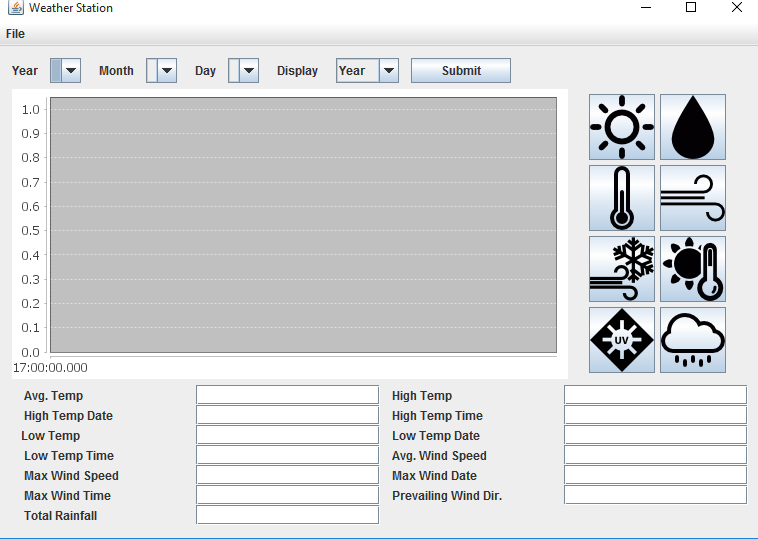 Weather Station
File
Year Month Day Display Year Submit
1.0
0.9
0.8
0.7
0.6
0.5
0.4
0.3
0.2
0.1
0.0
17:00:00.000
UV
Avg. Temp High Temp
High Temp Date High Temp Time
Low Temp Low Temp Date
Low Temp Time Avg. Wind Speed
Max Wind Speed Max Wind Date
Max Wind Time Prevailing Wind Dir.
Total Rainfall